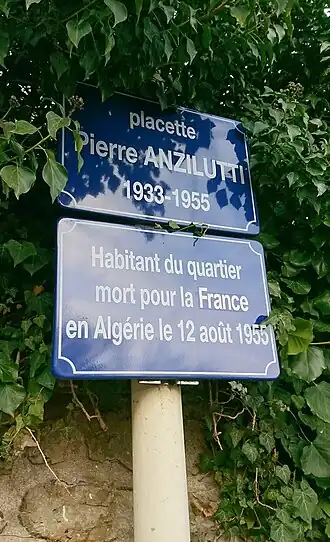 placette
Pierre ANZILUTTI
1933-1955
Habitant du quartier
mort pour la France
en Algérie le 12 août 1955